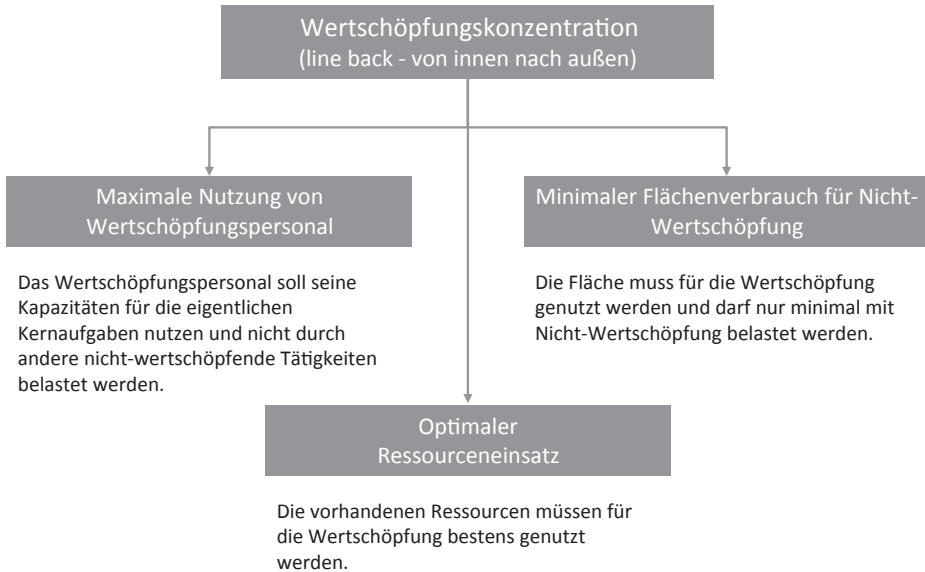 Wertschöpfungskonzentration
(line back - von innen nach außen)
Maximale Nutzung von
Wertschöpfungspersonal
Das Wertschöpfungspersonal soll seine
Kapazitäten für die eigentlichen
Kernaufgaben nutzen und nicht durch
andere nicht-wertschöpfende Tätigkeiten
belastet werden.
Minimaler Flächenverbrauch für Nicht-
Wertschöpfung
Die Fläche muss für die Wertschöpfung
genutzt werden und darf nur minimal mit
Nicht-Wertschöpfung belastet werden.
Optimaler
Ressourceneinsatz
Die vorhandenen Ressourcen müssen für
die Wertschöpfung bestens genutzt
werden.